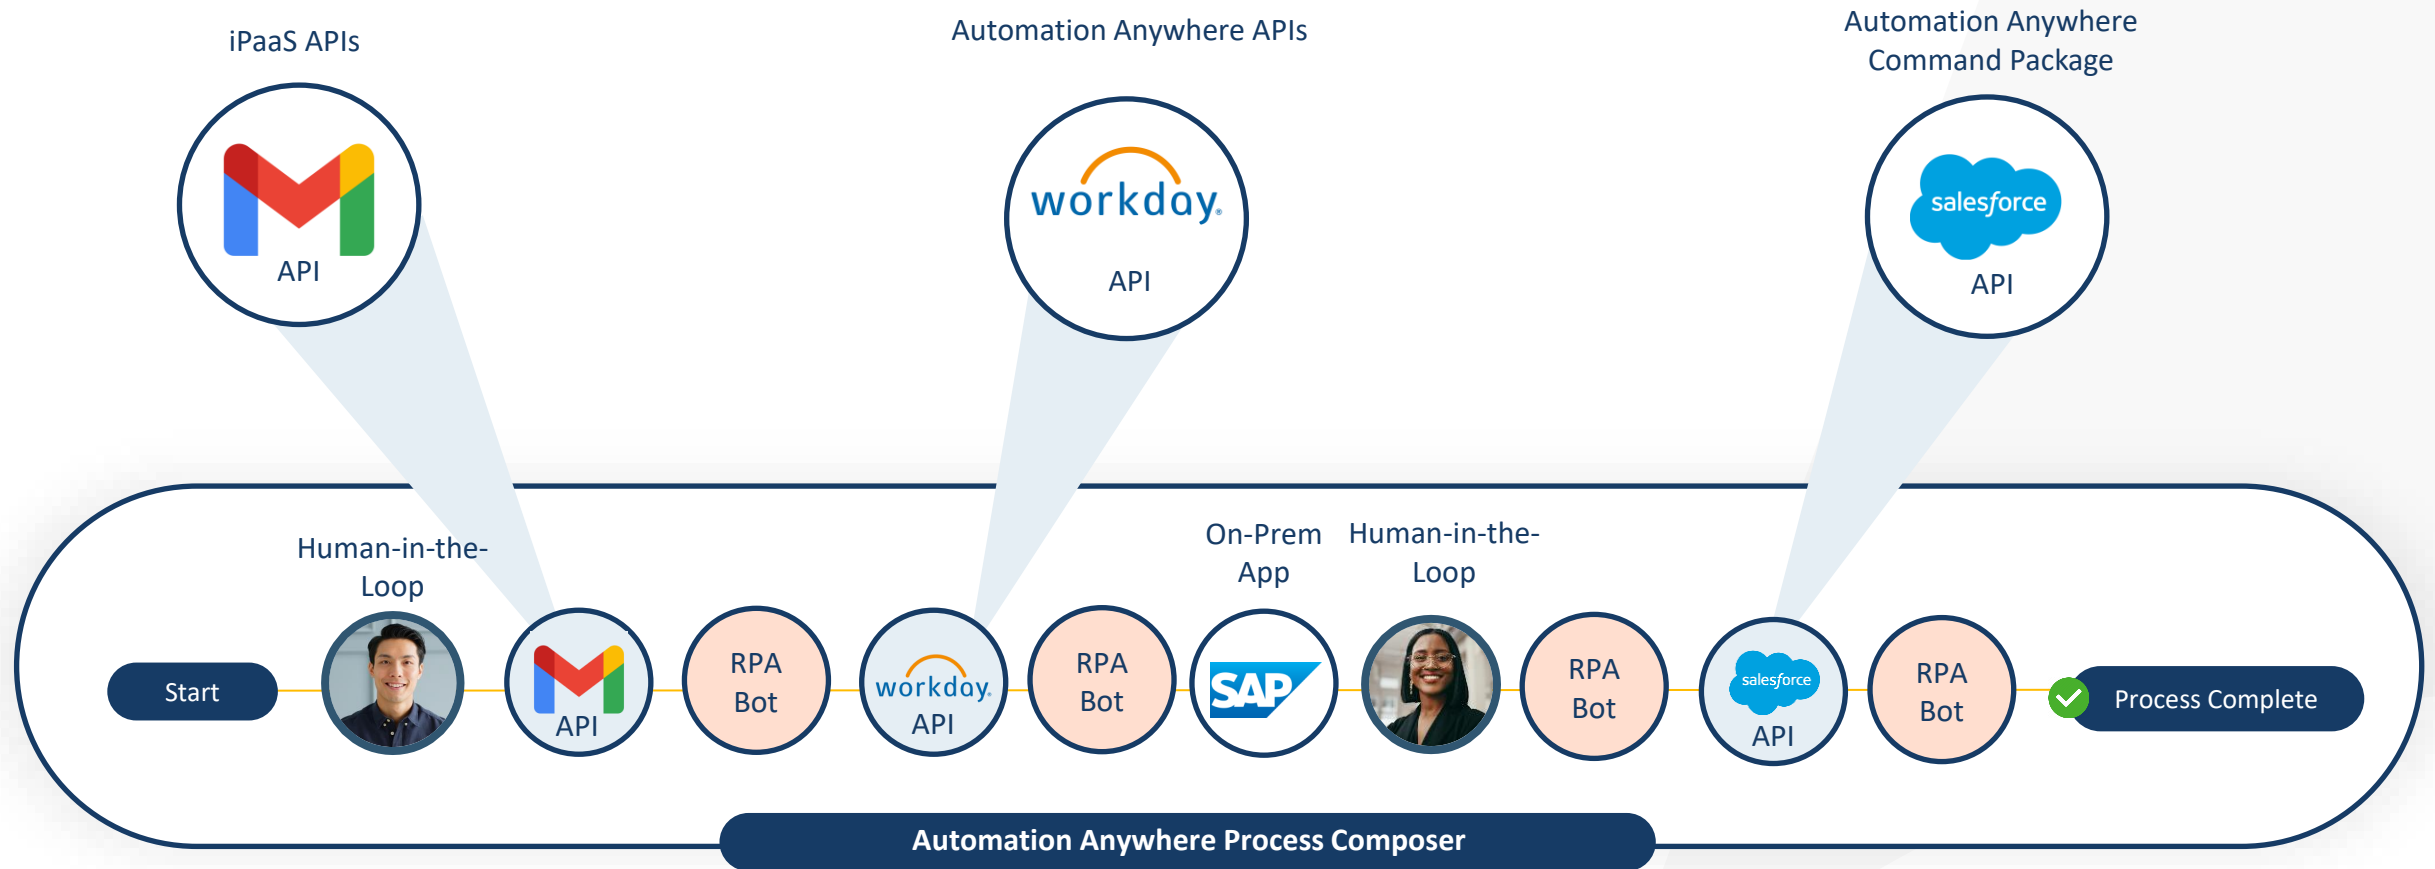 iPaaS APIs
Automation Anywhere APIs
Automation Anywhere
Command Package
API
workday.
API
salesforce
API
Human-in-the-
Loop
On-Prem
App
Human-in-the-
Loop
Start
API
RPA
Bot
workday.
API
RPA
Bot
SAP
RPA
Bot
salesforce
API
RPA
Bot
Process Complete
Automation Anywhere Process Composer